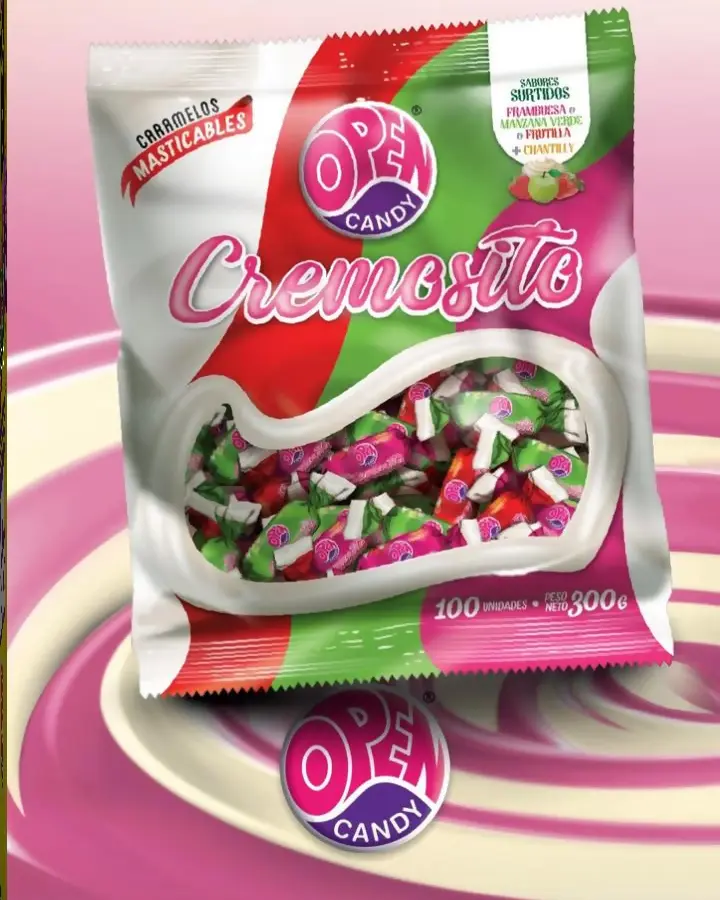 CARAMELOS
MASTICABLES
OPEN
CANDY
®
SABORES
SURTIDOS
FRAMBUESA o
MANZANA VERDE
o FRUTILLA
+ CHANTILLY
Cremosito
100 UNIDADES • PESO NETO 300G
OPEN
CANDY
®